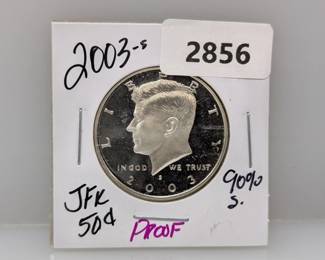 2003-S
2856
LIBERTY
IN GOD WE TRUST
S
2003
JFK
50¢
90%
S.
PROOF